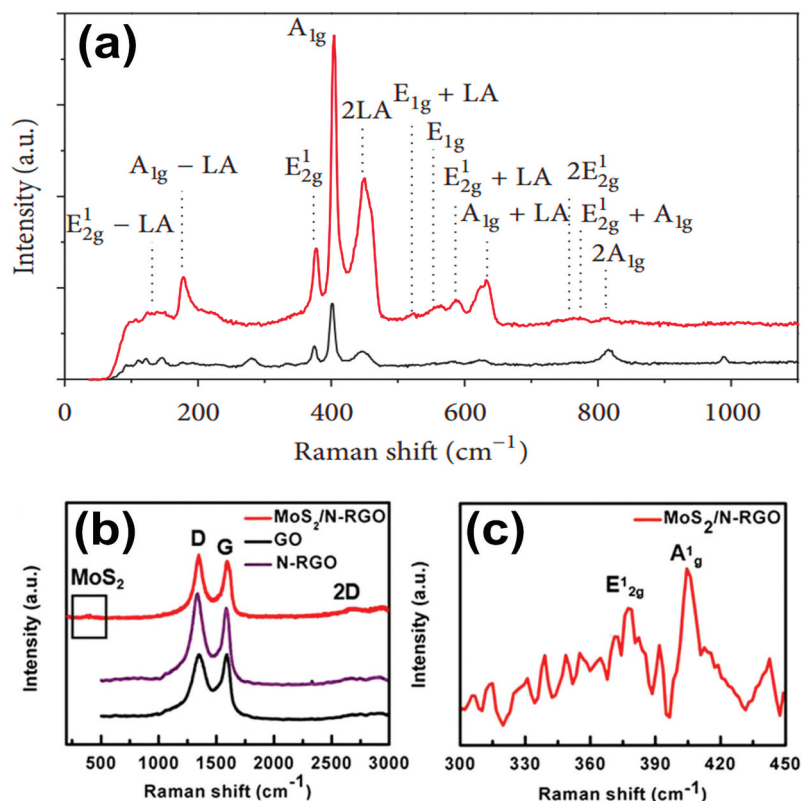 (a)
Intensity (a.u.)
E¹₂g − LA
A₁g − LA
E¹₂g
A₁g
2LA
E₁g + LA
E₁g
E¹₂g + LA
A₁g + LA
2E¹₂g
E¹₂g + A₁g
2A₁g
0 200 400 600 800 1000
Raman shift (cm⁻¹)
(b)
MoS₂/N-RGO
GO
N-RGO
D
G
MoS₂
2D
Intensity (a.u.)
500 1000 1500 2000 2500 3000
Raman shift (cm⁻¹)
(c)
MoS₂/N-RGO
E¹₂g
A¹g
Intensity (a.u.)
300 330 360 390 420 450
Raman shift (cm⁻¹)